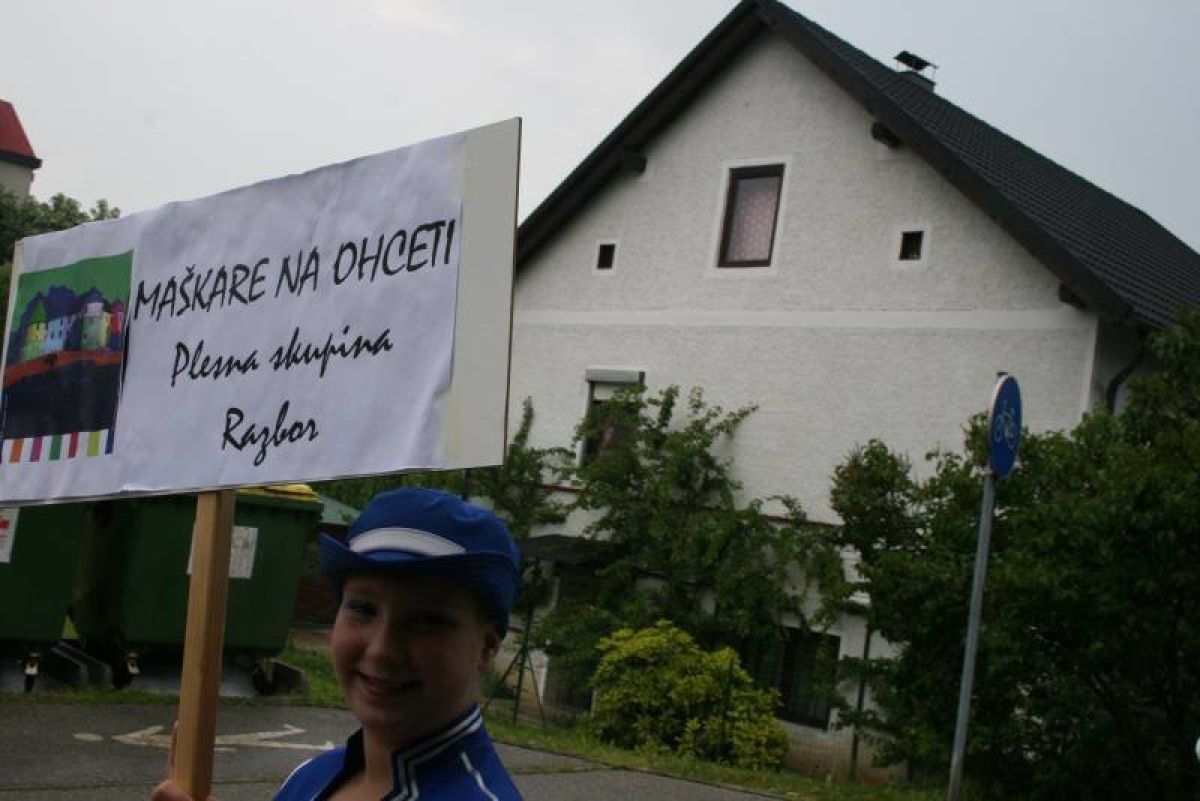 MAŠKARE NA OHCETI
Plesna skupina
Razbor